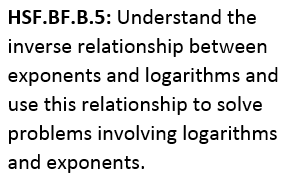 HSF.BF.B.5: Understand the
inverse relationship between
exponents and logarithms and
use this relationship to solve
problems involving logarithms
and exponents.